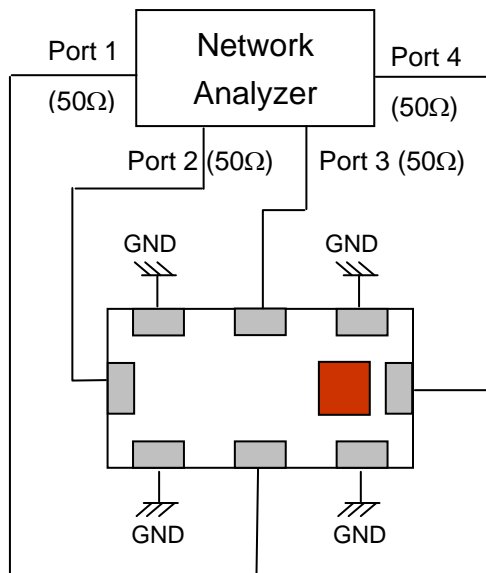 Port 1
(50Ω)
Network
Analyzer
Port 4
(50Ω)
Port 2 (50Ω)
Port 3 (50Ω)
GND
GND
GND
GND